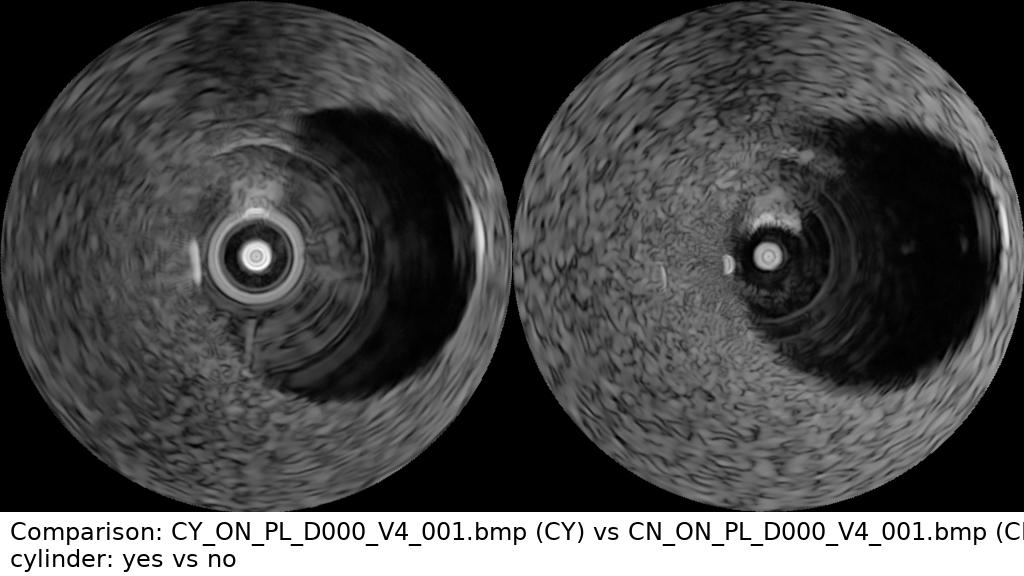 Comparison: CY_ON_PL_D000_V4_001.bmp (CY) vs CN_ON_PL_D000_V4_001.bmp (C
cylinder: yes vs no